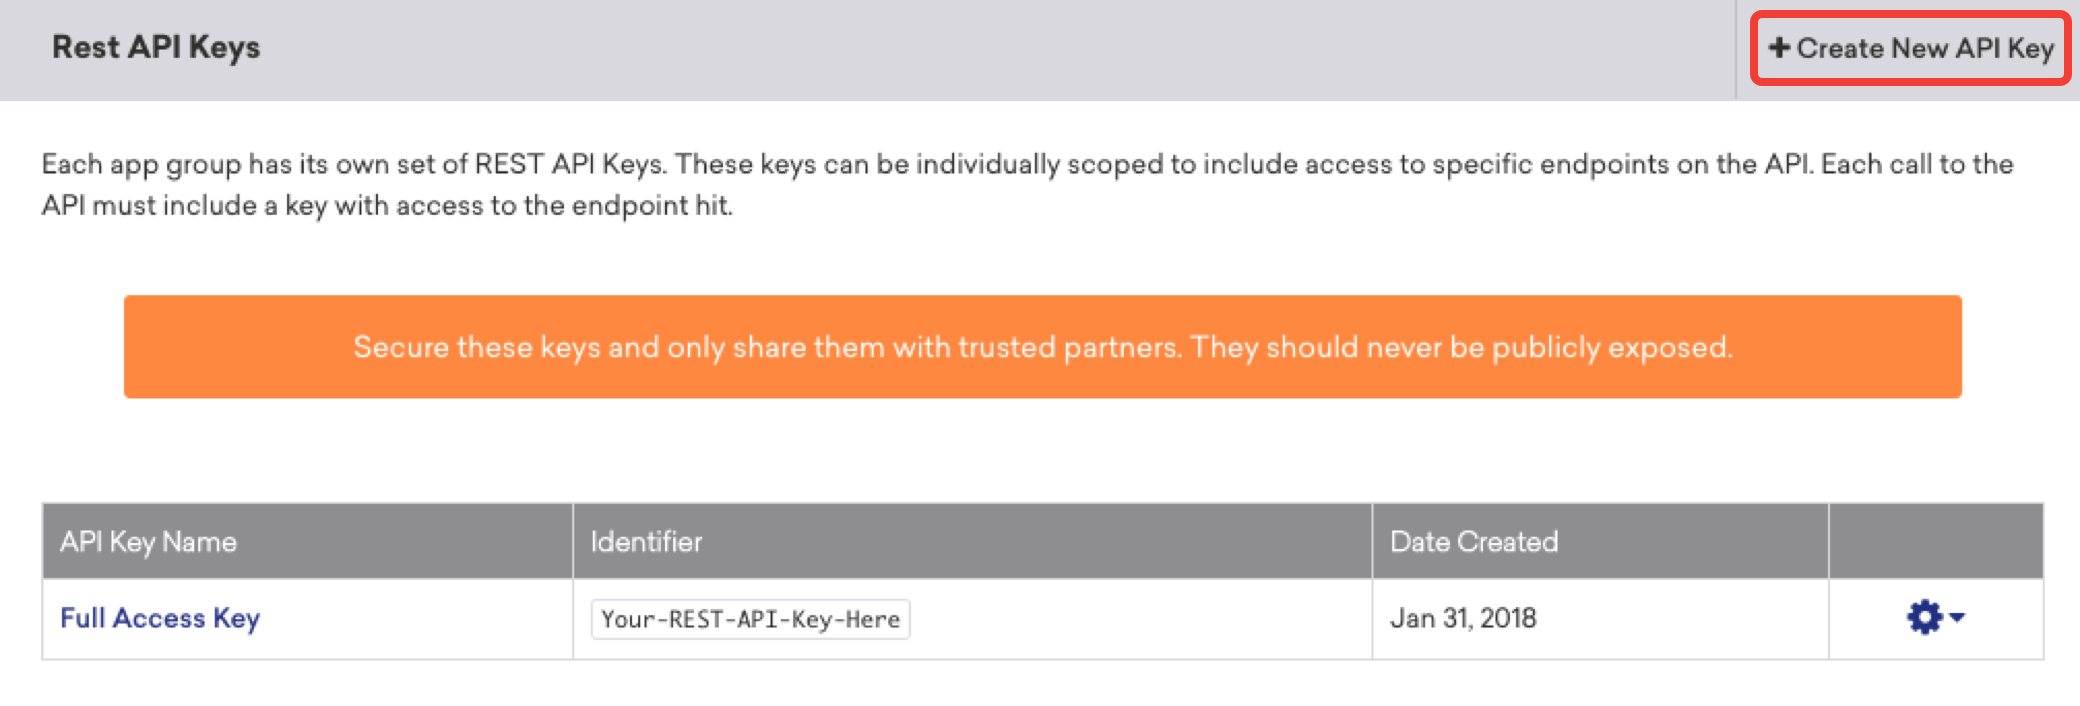 Rest API Keys
+ Create New API Key
Each app group has its own set of REST API Keys. These keys can be individually scoped to include access to specific endpoints on the API. Each call to the
API must include a key with access to the endpoint hit.
Secure these keys and only share them with trusted partners. They should never be publicly exposed.
API Key Name Identifier Date Created
Full Access Key Your-REST-API-Key-Here Jan 31, 2018